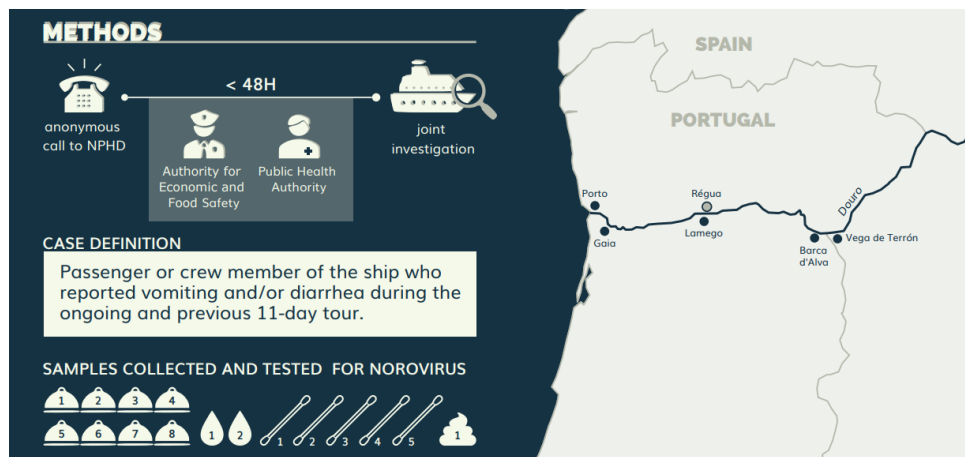 METHODS
< 48H
anonymous
call to NPHD
Authority for
Economic and
Food Safety
Public Health
Authority
joint
investigation
CASE DEFINITION
Passenger or crew member of the ship who
reported vomiting and/or diarrhea during the
ongoing and previous 11-day tour.
SAMPLES COLLECTED AND TESTED FOR NOROVIRUS
1 2 3 4
5 6 7 8
1 2
1 2 3 4 5
1
SPAIN
PORTUGAL
Porto
Gaia
Régua
Lamego
Douro
Barca
d'Alva
Vega de Terrón